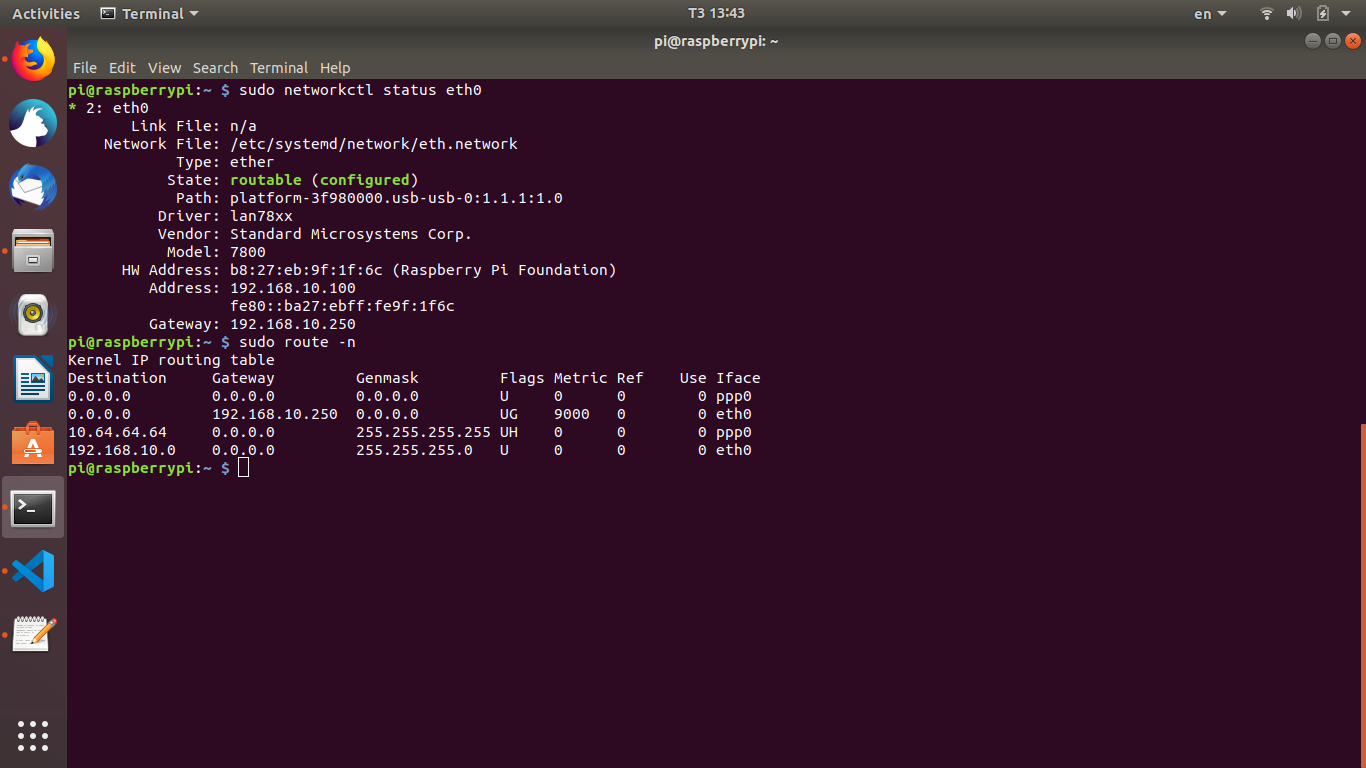 Activities Terminal T3 13:43 en
pi@raspberrypi: ~
File Edit View Search Terminal Help
pi@raspberrypi:~ $ sudo networkctl status eth0
* 2: eth0
Link File: n/a
Network File: /etc/systemd/network/eth.network
Type: ether
State: routable (configured)
Path: platform-3f980000.usb-usb-0:1.1.1:1.0
Driver: lan78xx
Vendor: Standard Microsystems Corp.
Model: 7800
HW Address: b8:27:eb:9f:1f:6c (Raspberry Pi Foundation)
Address: 192.168.10.100
fe80::ba27:ebff:fe9f:1f6c
Gateway: 192.168.10.250
pi@raspberrypi:~ $ sudo route -n
Kernel IP routing table
Destination Gateway Genmask Flags Metric Ref Use Iface
0.0.0.0 0.0.0.0 0.0.0.0 U 0 0 0 ppp0
0.0.0.0 192.168.10.250 0.0.0.0 UG 9000 0 0 eth0
10.64.64.64 0.0.0.0 255.255.255.255 UH 0 0 0 ppp0
192.168.10.0 0.0.0.0 255.255.255.0 U 0 0 0 eth0
pi@raspberrypi:~ $